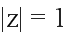 |z| = 1